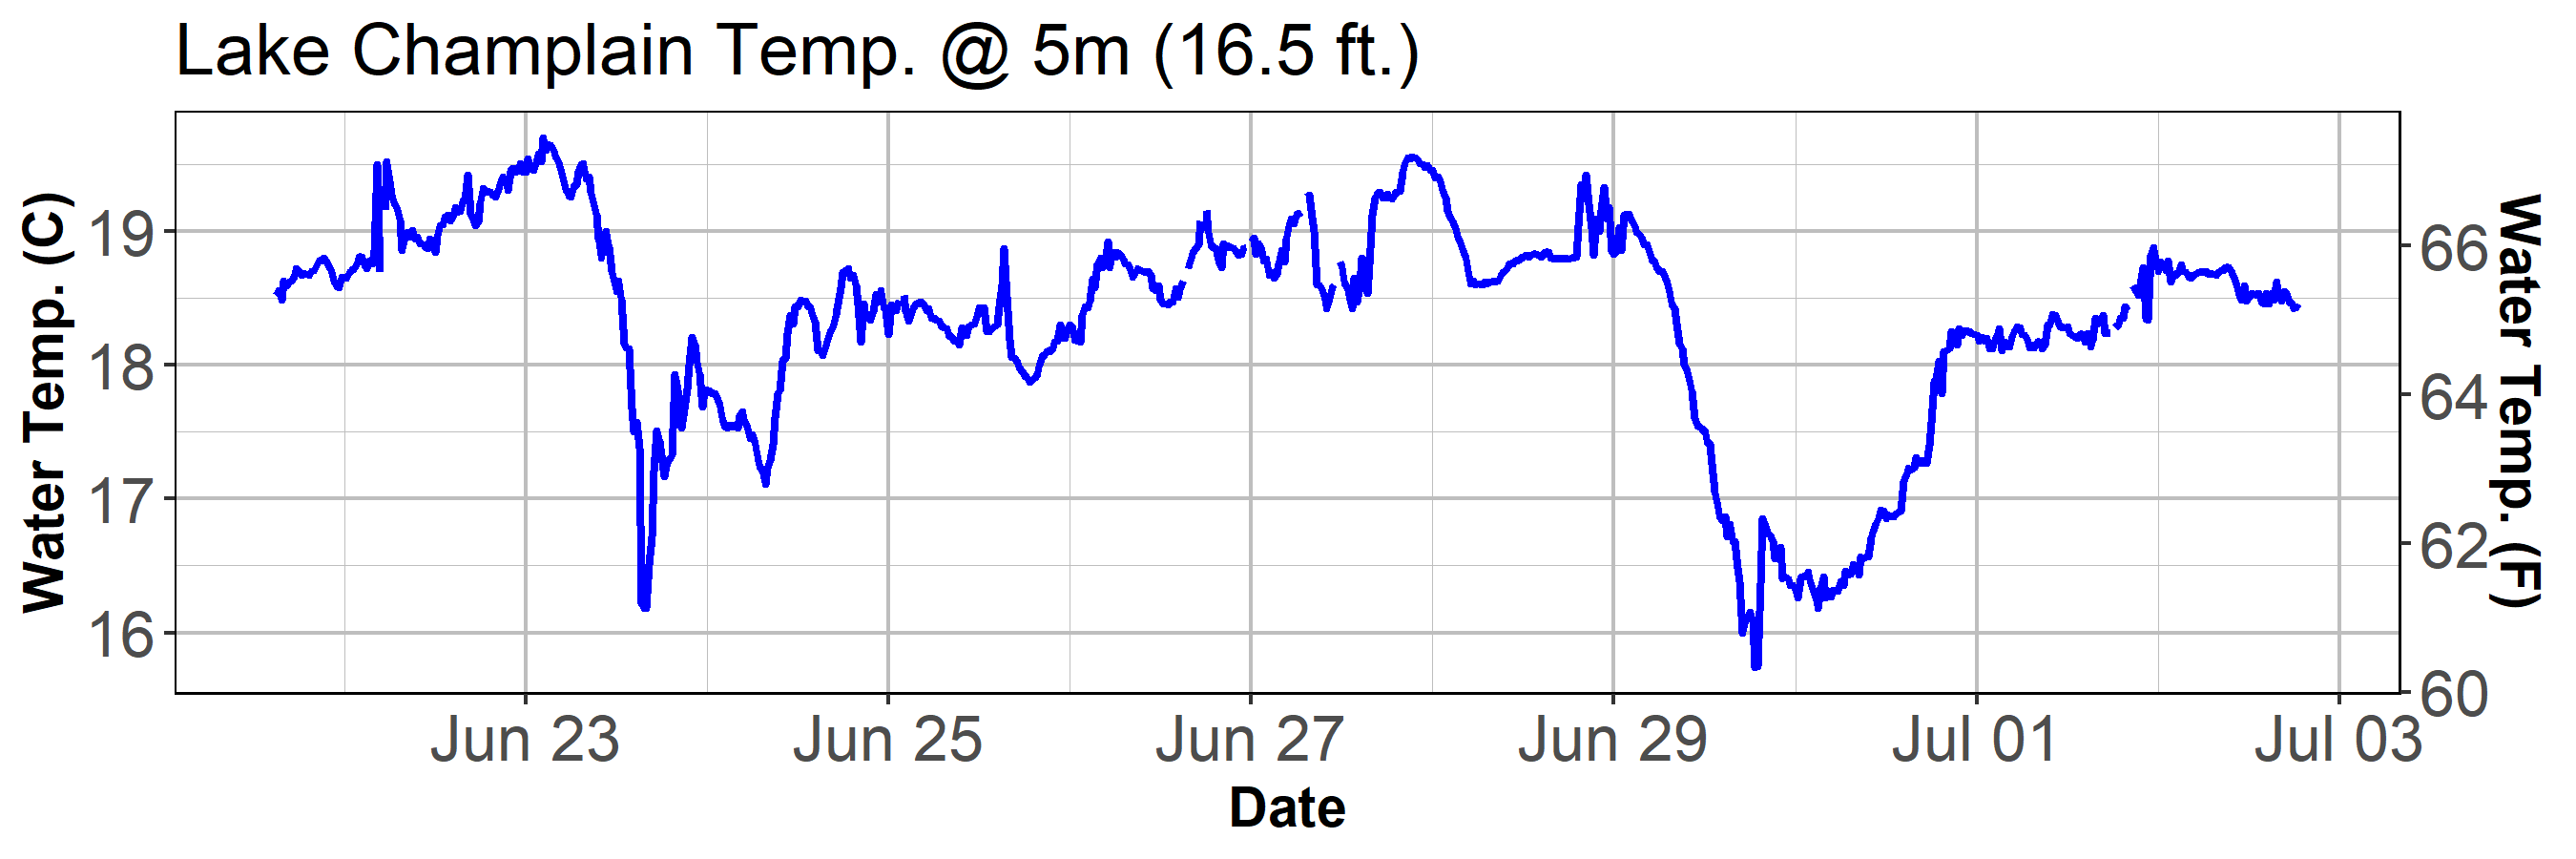 Lake Champlain Temp. @ 5m (16.5 ft.)
Water Temp. (C)
19
18
17
16
66
64
62
60
Water Temp. (F)
Jun 23 Jun 25 Jun 27 Jun 29 Jul 01 Jul 03
Date